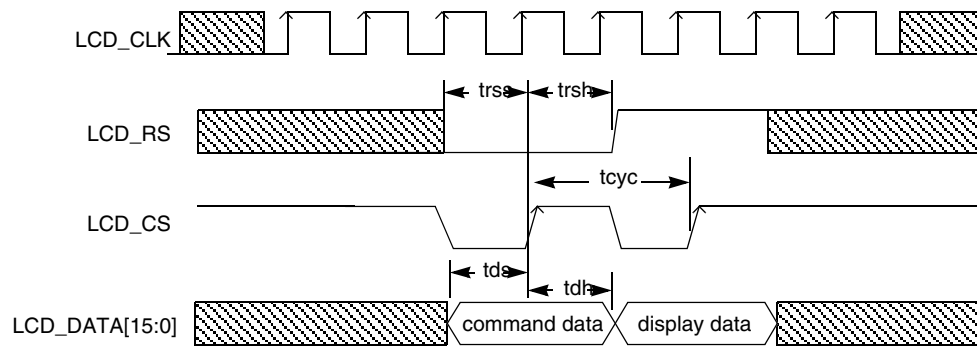 LCD_CLK
trss trsh
LCD_RS
tcyc
LCD_CS
tds
tdh
LCD_DATA[15:0] command data display data